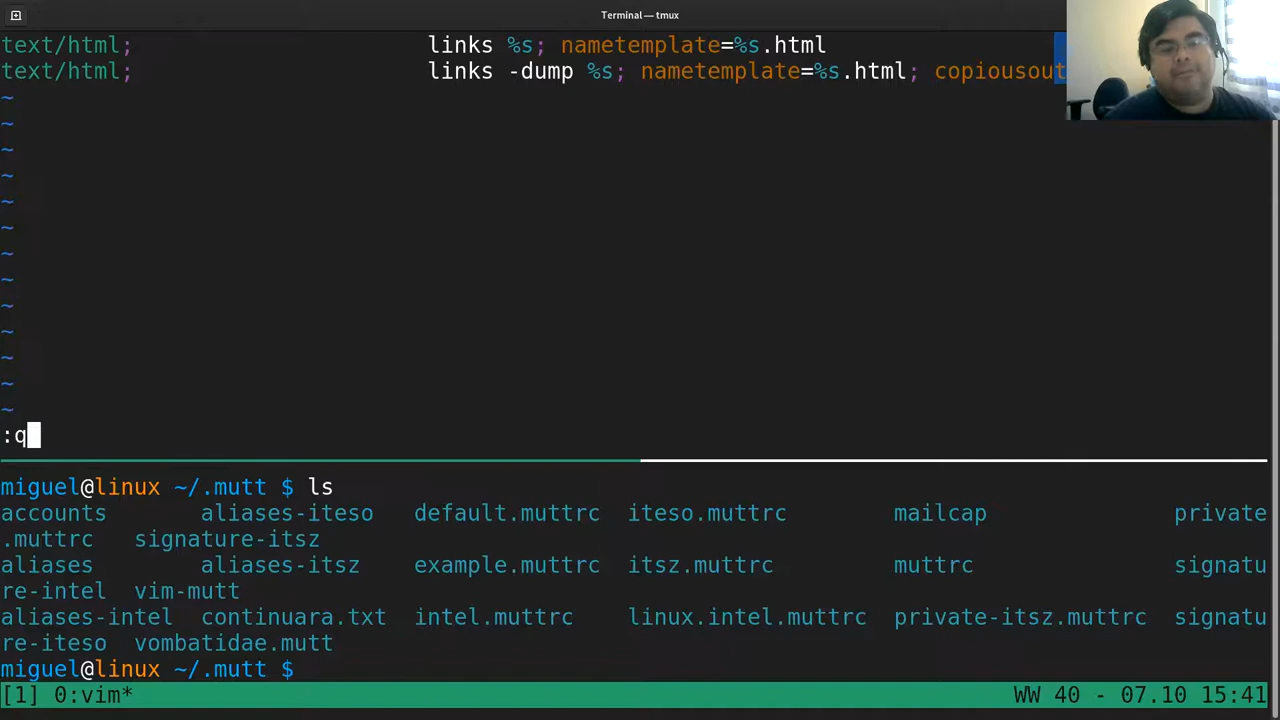 Terminal — tmux
text/html; links %s; nametemplate=%s.html
text/html; links -dump %s; nametemplate=%s.html; copiousout
~
~
~
~
~
~
~
~
~
~
~
~
~
:q
miguel@linux ~/.mutt $ ls
accounts aliases-iteso default.muttrc iteso.muttrc mailcap private
.muttrc signature-itsz
aliases aliases-itsz example.muttrc itsz.muttrc muttrc signatu
re-intel vim-mutt
aliases-intel continuara.txt intel.muttrc linux.intel.muttrc private-itsz.muttrc signatu
re-iteso vombatidae.mutt
miguel@linux ~/.mutt $
[1] 0:vim* WW 40 - 07.10 15:41